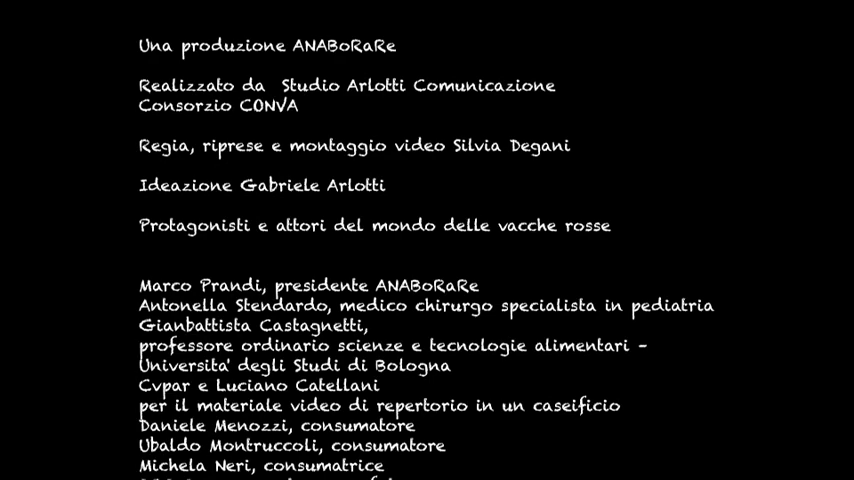 Una produzione ANABoRaRe
Realizzato da Studio Arlotti Comunicazione
Consorzio CONVA
Regia, riprese e montaggio video Silvia Degani
Ideazione Gabriele Arlotti
Protagonisti e attori del mondo delle vacche rosse
Marco Prandi, presidente ANABoRaRe
Antonella Stendardo, medico chirurgo specialista in pediatria
Gianbattista Castagnetti,
professore ordinario scienze e tecnologie alimentari –
Universita' degli Studi di Bologna
Cvpar e Luciano Catellani
per il materiale video di repertorio in un caseificio
Daniele Menozzi, consumatore
Ubaldo Montruccoli, consumatore
Michela Neri, consumatrice